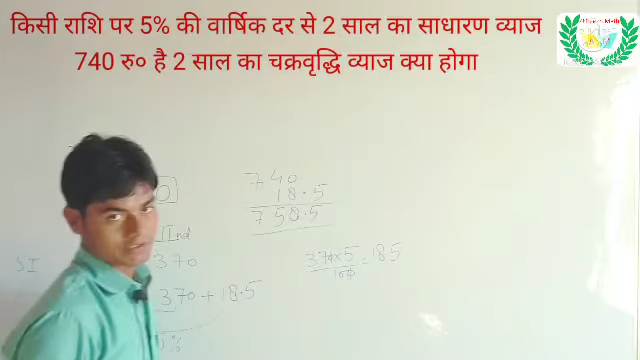 किसी राशि पर 5% की वार्षिक दर से 2 साल का साधारण व्याज
740 रु० है 2 साल का चक्रवृद्धि व्याज क्या होगा
740
18.5
758.5
IInd
SI 370
370 + 18.5
370×5/100 = 18.5
%